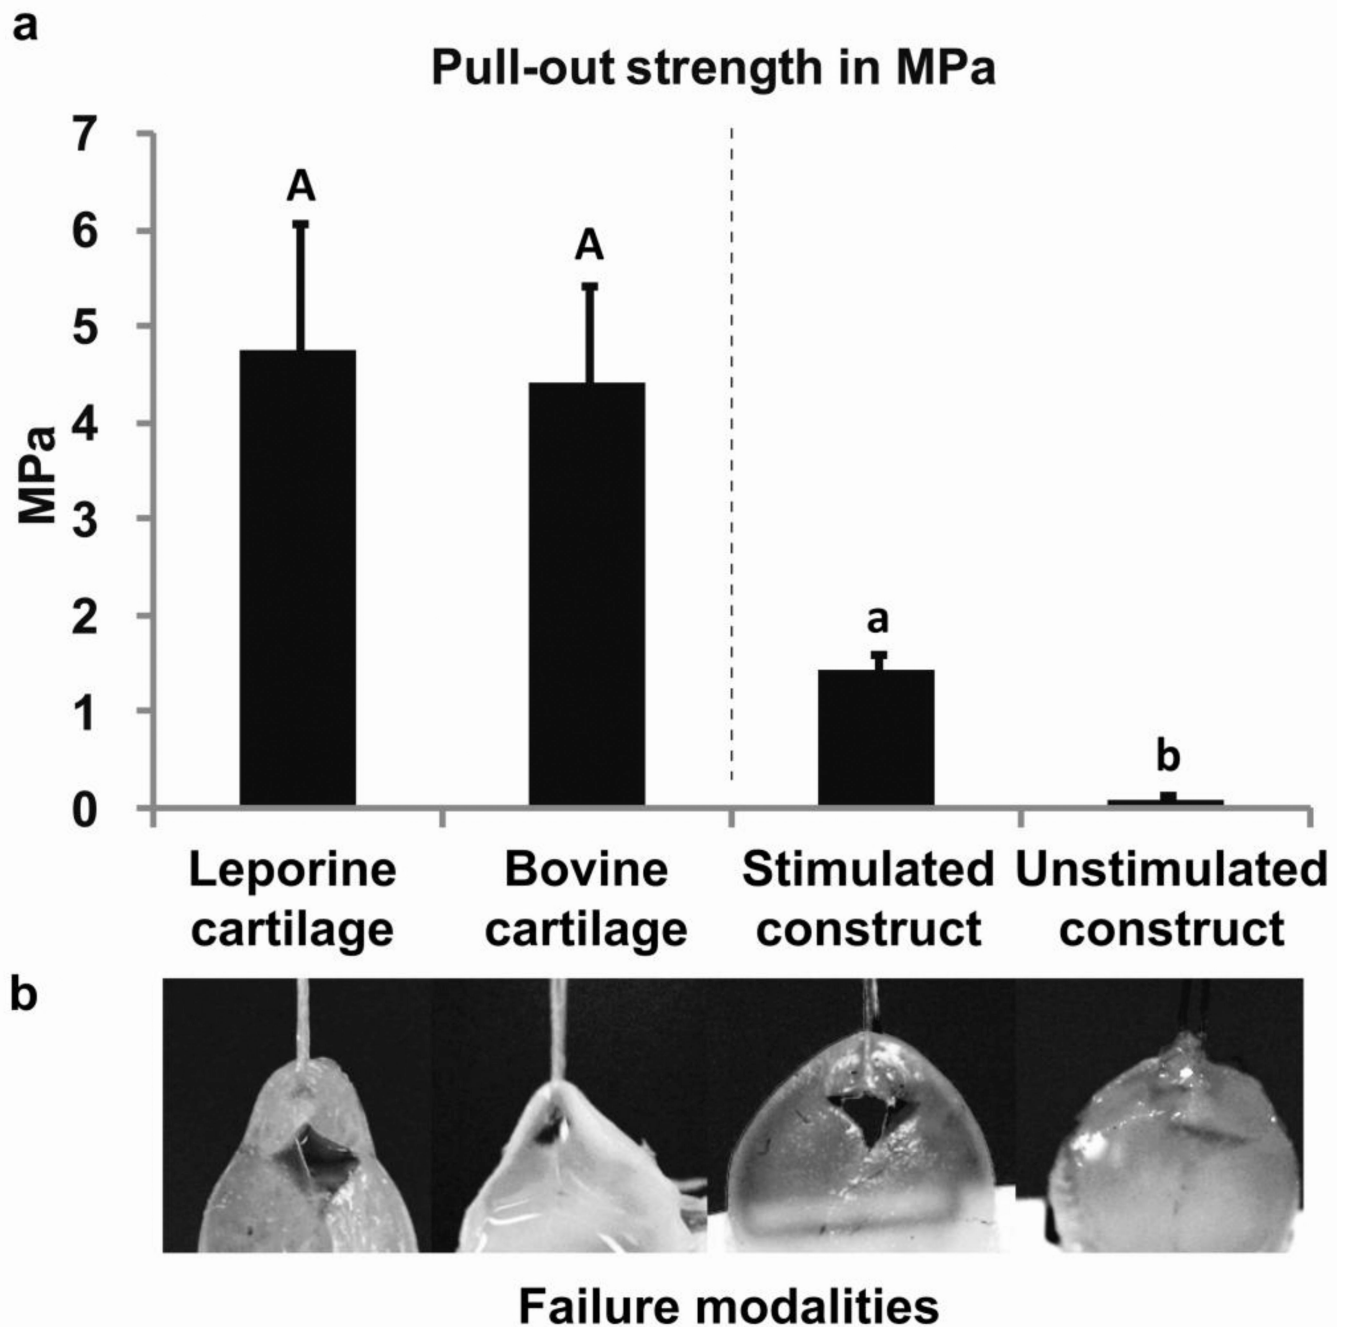 a
Pull-out strength in MPa
7
6
5
4
3
2
1
0
MPa
A
A
a
b
Leporine
cartilage
Bovine
cartilage
Stimulated
construct
Unstimulated
construct
b
Failure modalities